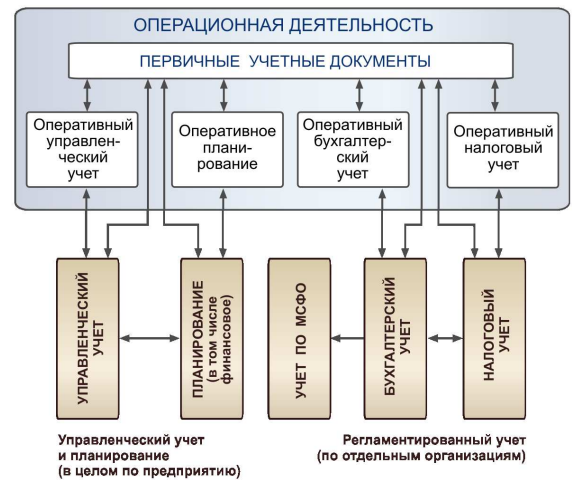 ОПЕРАЦИОННАЯ ДЕЯТЕЛЬНОСТЬ
ПЕРВИЧНЫЕ УЧЕТНЫЕ ДОКУМЕНТЫ
Оперативный
управлен-
ческий
учет
Оперативное
плани-
рование
Оперативный
бухгалтер-
ский
учет
Оперативный
налоговый
учет
УПРАВЛЕНЧЕСКИЙ
УЧЕТ
ПЛАНИРОВАНИЕ
(в том числе
финансовое)
УЧЕТ ПО МСФО
БУХГАЛТЕРСКИЙ
УЧЕТ
НАЛОГОВЫЙ
УЧЕТ
Управленческий учет
и планирование
(в целом по предприятию)
Регламентированный учет
(по отдельным организациям)